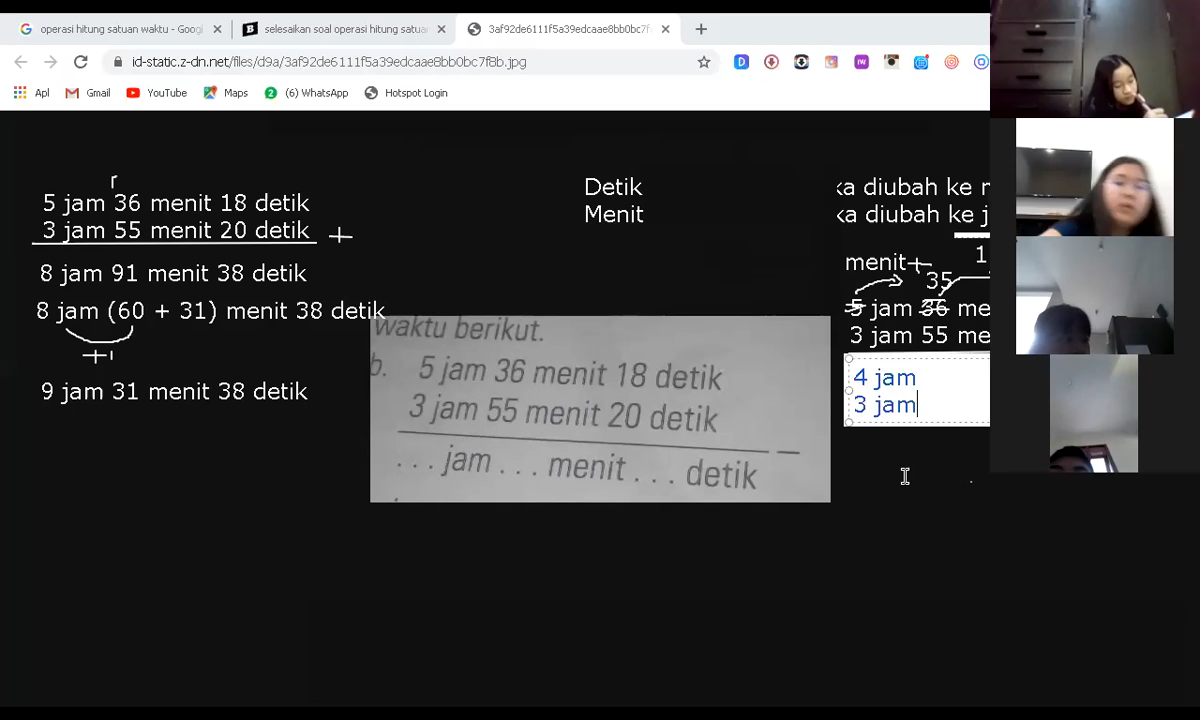 operasi hitung satuan waktu - Googl
selesaikan soal operasi hitung satua
3af92de6111f5a39edcaae8bb0bc7f
id-static.z-dn.net/files/d9a/3af92de6111f5a39edcaae8bb0bc7f8b.jpg
Apl Gmail YouTube Maps (6) WhatsApp Hotspot Login
5 jam 36 menit 18 detik
3 jam 55 menit 20 detik +
8 jam 91 menit 38 detik
8 jam (60 + 31) menit 38 detik
+1
9 jam 31 menit 38 detik
Detik
Menit
waktu berikut.
b. 5 jam 36 menit 18 detik
3 jam 55 menit 20 detik
. . . jam . . . menit . . . detik
ka diubah ke m
ka diubah ke j
menit+
1
35
5 jam 36 me
3 jam 55 me
4 jam
3 jam